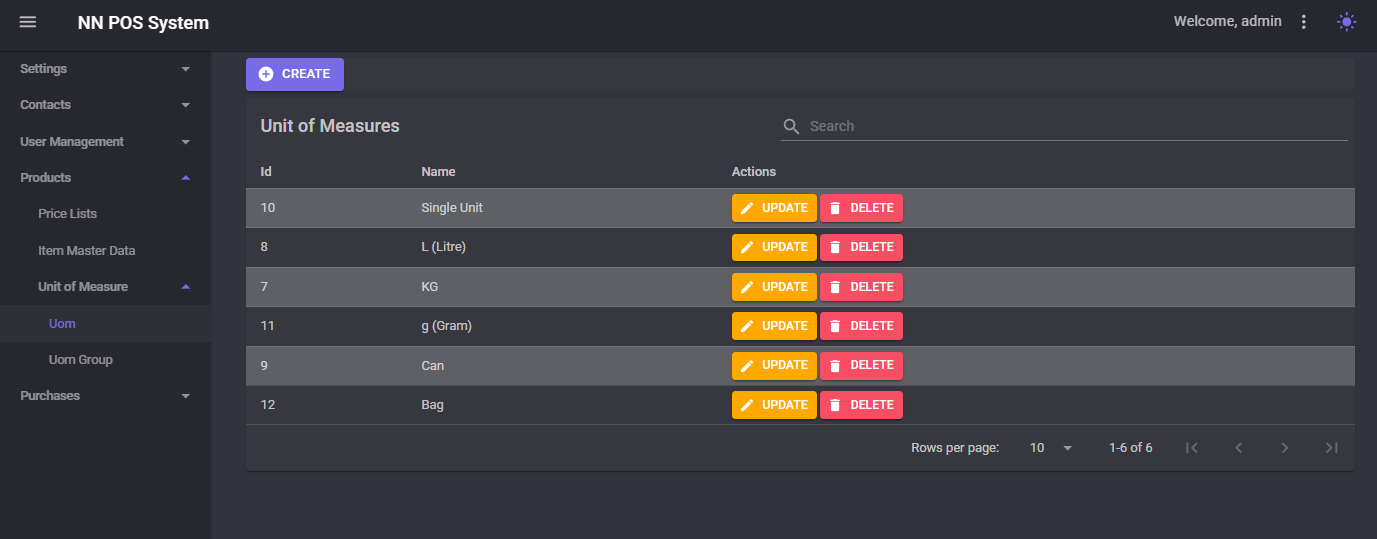 NN POS System
Welcome, admin
Settings
Contacts
User Management
Products
Price Lists
Item Master Data
Unit of Measure
Uom
Uom Group
Purchases
CREATE
Unit of Measures
Search
Id Name Actions
10 Single Unit UPDATE DELETE
8 L (Litre) UPDATE DELETE
7 KG UPDATE DELETE
11 g (Gram) UPDATE DELETE
9 Can UPDATE DELETE
12 Bag UPDATE DELETE
Rows per page: 10 1-6 of 6